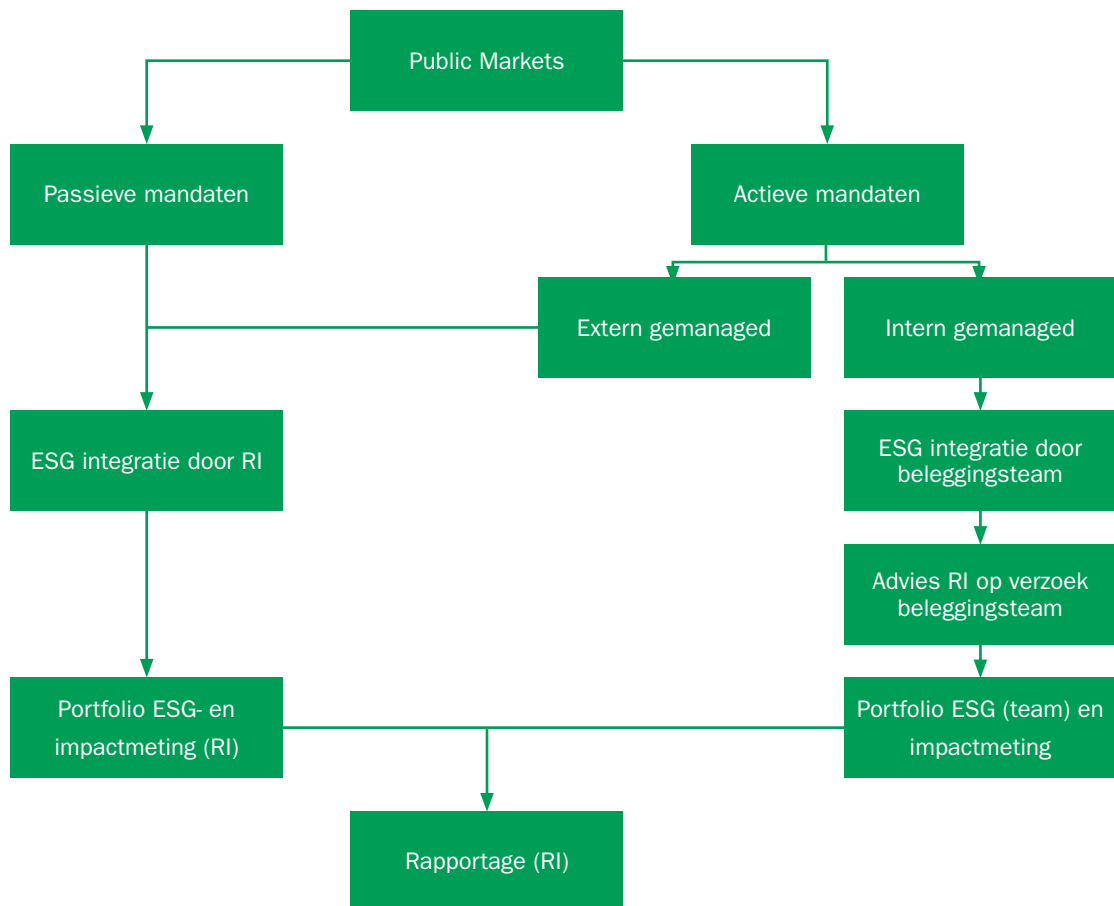 Public Markets
Passieve mandaten
Actieve mandaten
Extern gemanaged
Intern gemanaged
ESG integratie door RI
ESG integratie door
beleggingsteam
Advies RI op verzoek
beleggingsteam
Portfolio ESG- en
impactmeting (RI)
Portfolio ESG (team) en
impactmeting
Rapportage (RI)